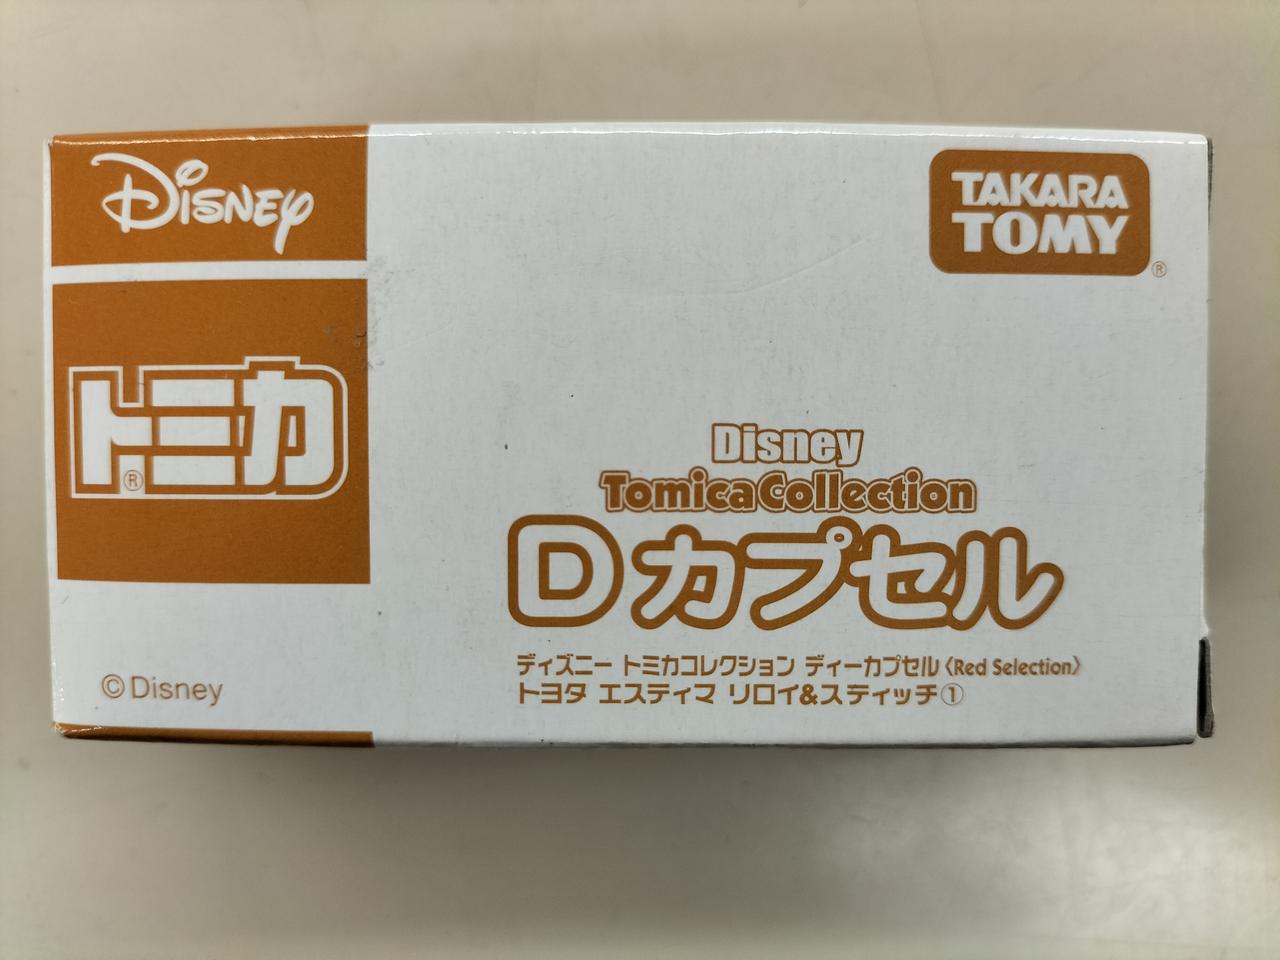 Disney
TAKARA
TOMY
®
トミカ
®
Disney
Tomica Collection
Dカプセル
ディズニー トミカコレクション ディーカプセル〈Red Selection〉
トヨタ エスティマ リロイ&スティッチ①
©Disney